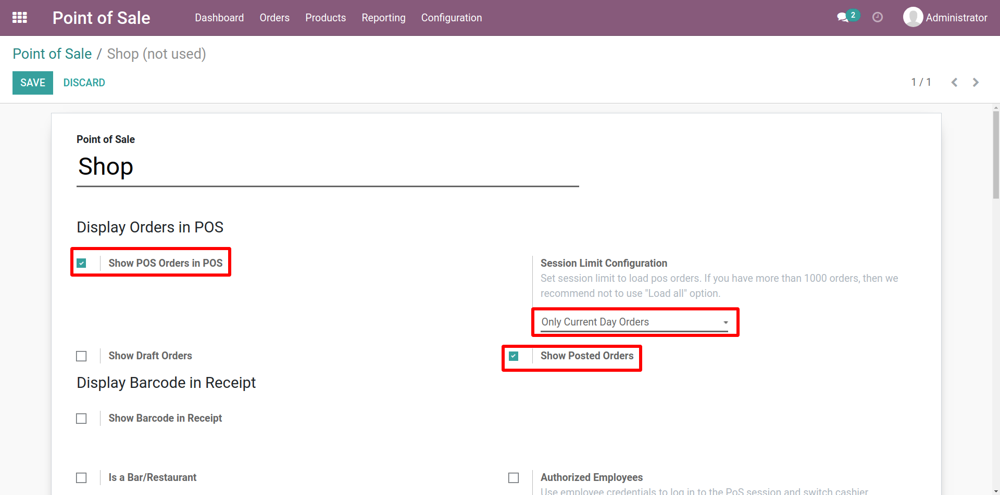 Point of Sale Dashboard Orders Products Reporting Configuration 2 Administrator
Point of Sale / Shop (not used)
SAVE DISCARD 1 / 1
Point of Sale
Shop
Display Orders in POS
Show POS Orders in POS
Session Limit Configuration
Set session limit to load pos orders. If you have more than 1000 orders, then we
recommend not to use "Load all" option.
Only Current Day Orders
Show Draft Orders
Show Posted Orders
Display Barcode in Receipt
Show Barcode in Receipt
Is a Bar/Restaurant
Authorized Employees
Use employee credentials to log in to the PoS session and switch cashier